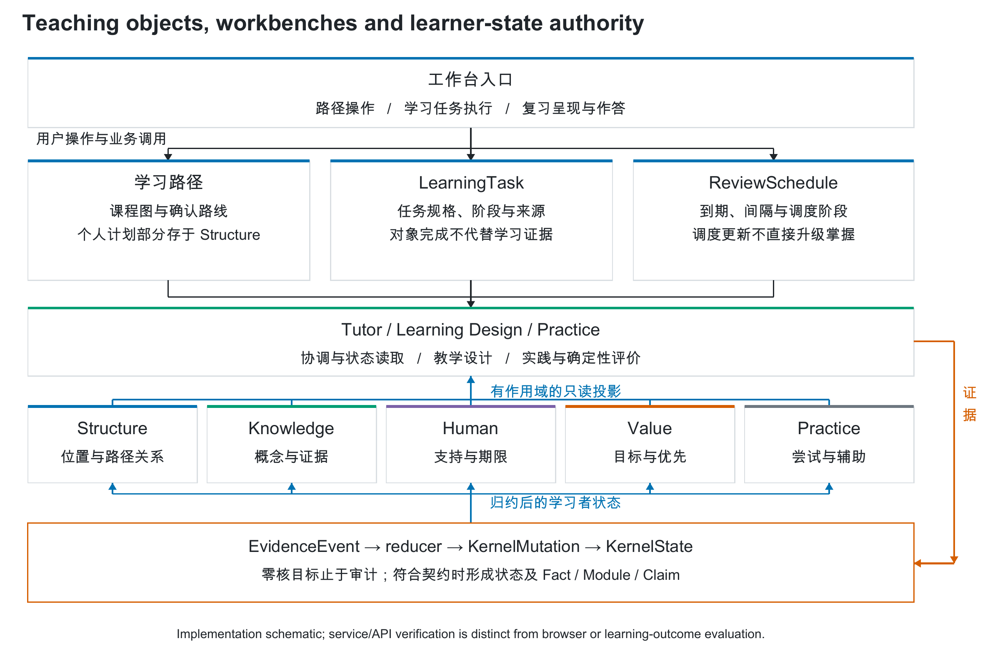 Teaching objects, workbenches and learner-state authority
工作台入口
路径操作 / 学习任务执行 / 复习呈现与作答
用户操作与业务调用
学习路径
课程图与确认路线
个人计划部分存于 Structure
LearningTask
任务规格、阶段与来源
对象完成不代替学习证据
ReviewSchedule
到期、间隔与调度阶段
调度更新不直接升级掌握
Tutor / Learning Design / Practice
协调与状态读取 / 教学设计 / 实践与确定性评价
有作用域的只读投影
证
据
Structure
位置与路径关系
Knowledge
概念与证据
Human
支持与期限
Value
目标与优先
Practice
尝试与辅助
归约后的学习者状态
EvidenceEvent → reducer → KernelMutation → KernelState
零核目标止于审计；符合契约时形成状态及 Fact / Module / Claim
Implementation schematic; service/API verification is distinct from browser or learning-outcome evaluation.